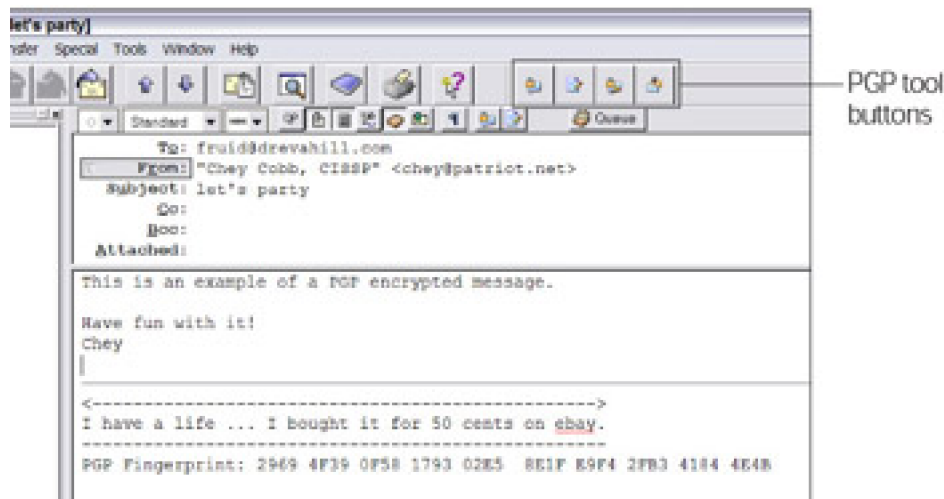 let's party]
nsfer Special Tools Window Help
PGP tool
buttons
Standard
Queue
To: fruid@drevahill.com
From: "Chey Cobb, CISSP" <chey@patriot.net>
Subject: let's party
Cc:
Bcc:
Attached:
This is an example of a PGP encrypted message.
Have fun with it!
Chey
<------------------------------------------------->
I have a life ... I bought it for 50 cents on ebay.
--------------------------------------------------
PGP Fingerprint: 2969 4F39 0F58 1793 02E5 8E1F E9F4 2FB3 4184 4E4B